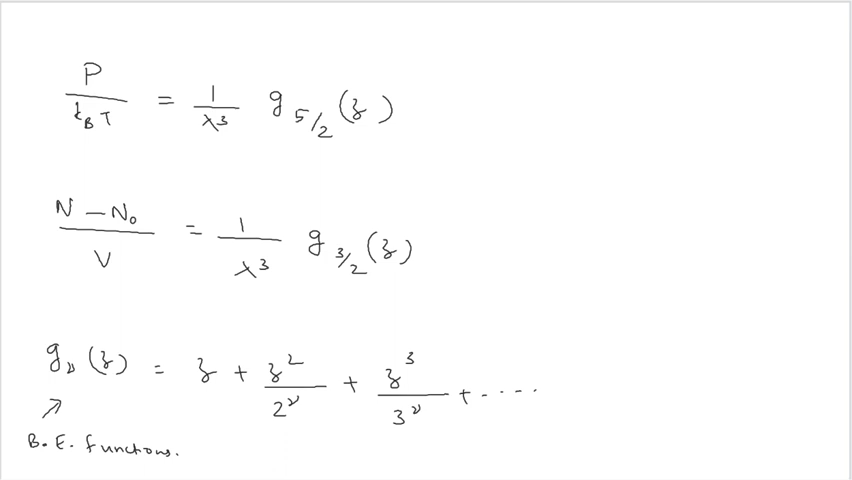 P/(k_B T) = 1/λ³ g_{5/2}(z)
(N − N₀)/V = 1/λ³ g_{3/2}(z)
g_ν(z) = z + z²/2^ν + z³/3^ν + ·····
B.E. functions.